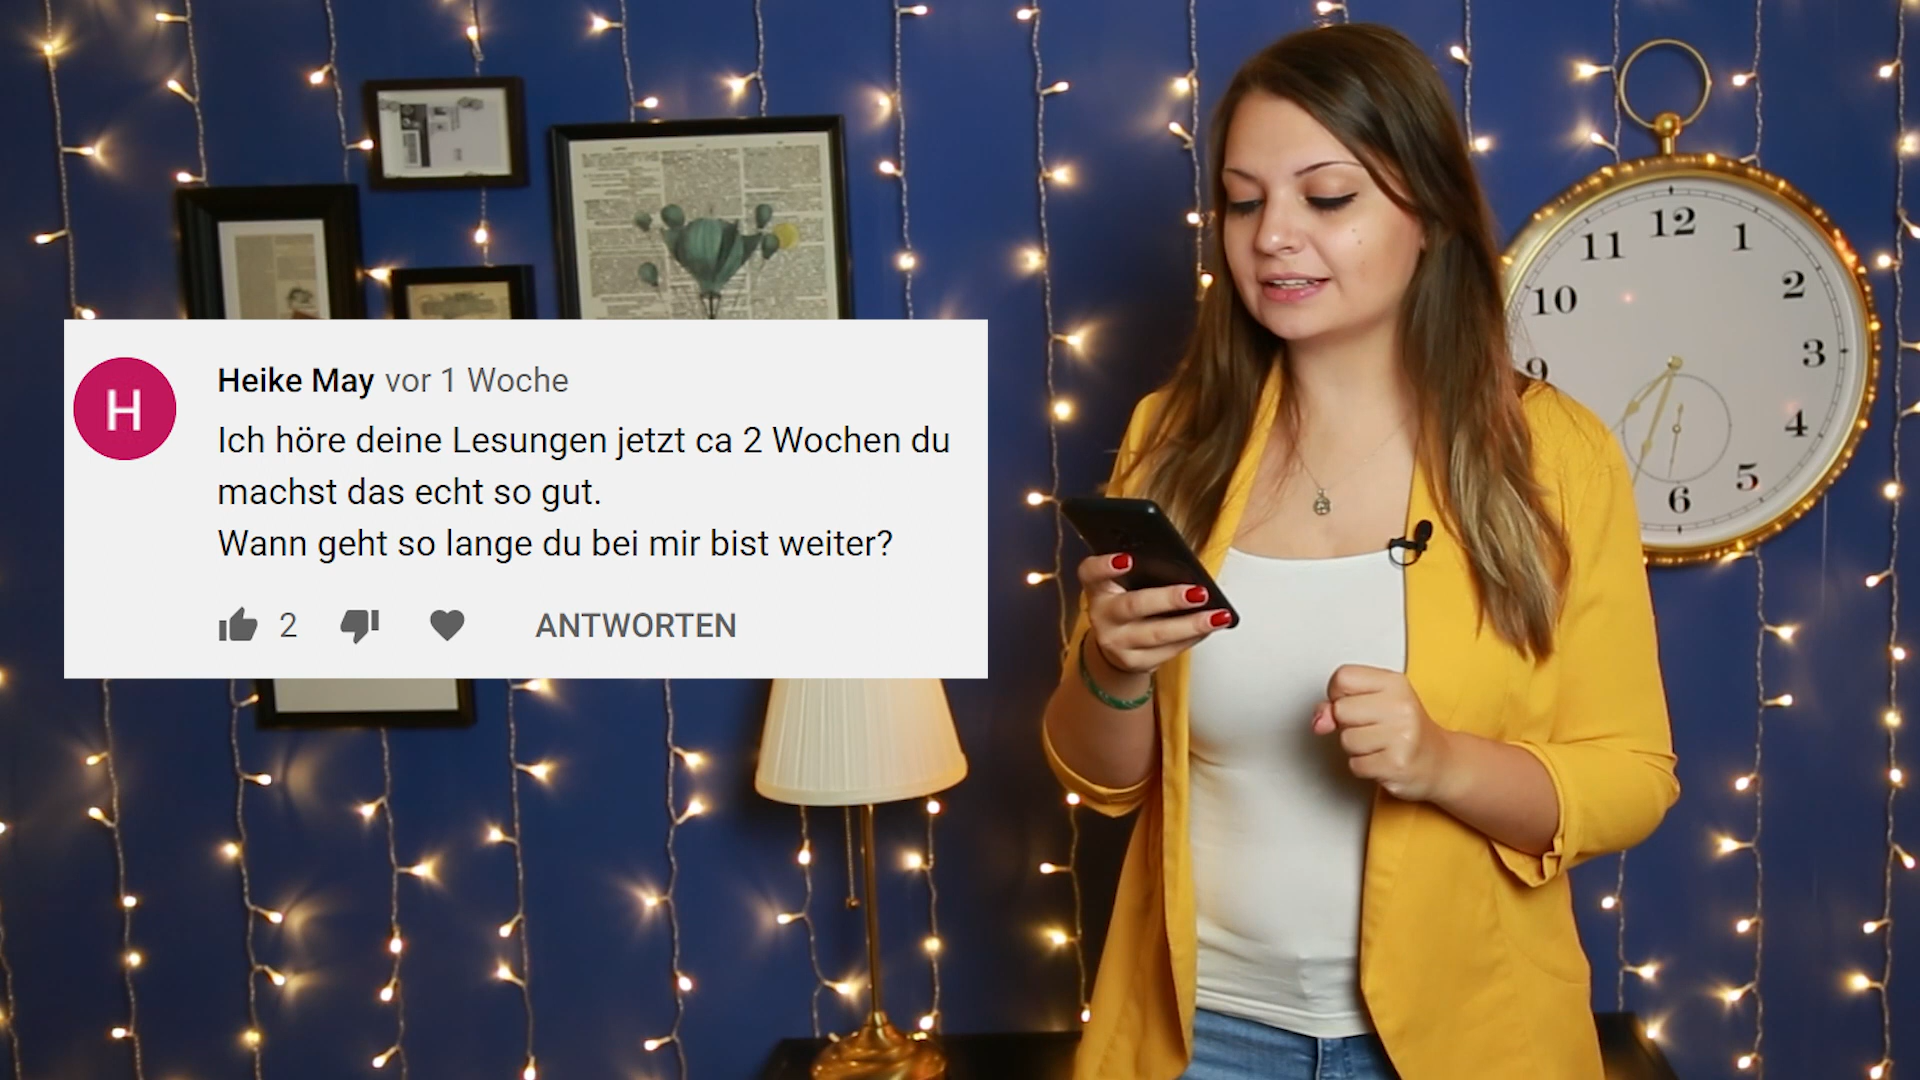 H
Heike May vor 1 Woche
Ich höre deine Lesungen jetzt ca 2 Wochen du
machst das echt so gut.
Wann geht so lange du bei mir bist weiter?
2
ANTWORTEN
12
11
1
10
2
9
3
4
5
6